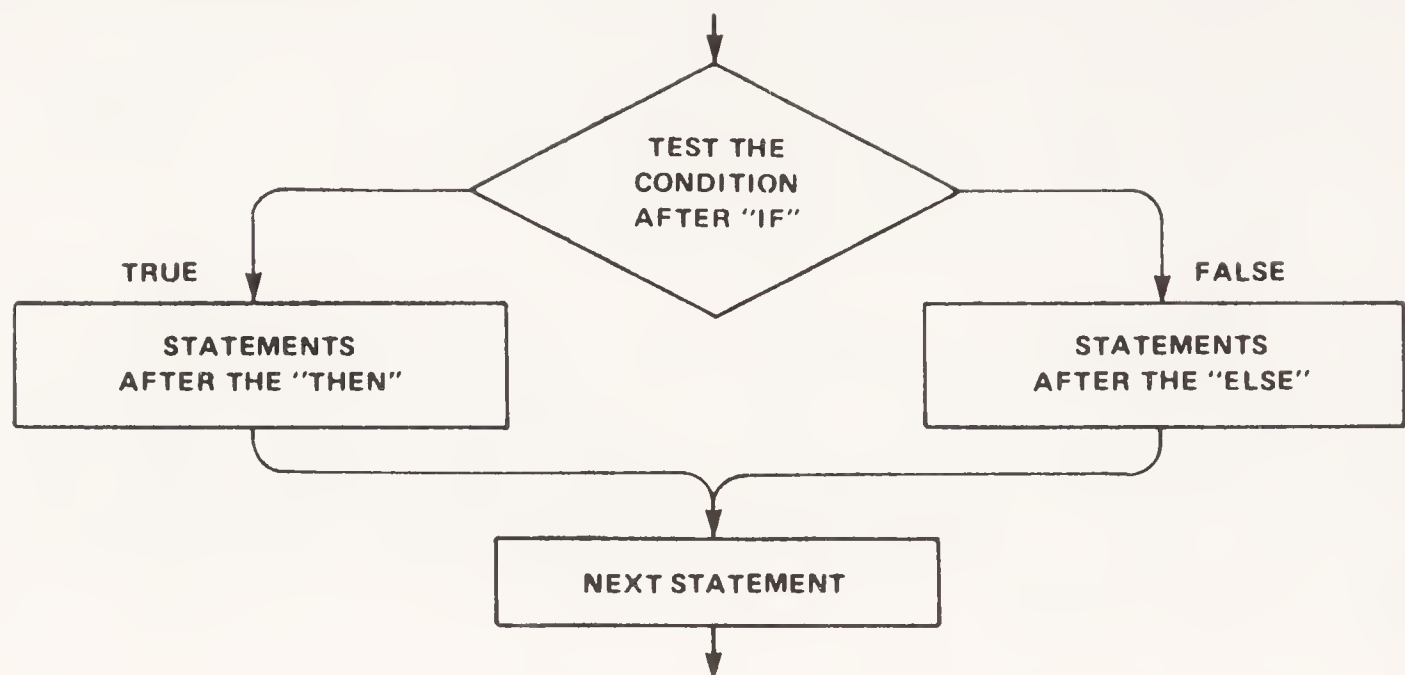 TEST THE
CONDITION
AFTER "IF"
TRUE
FALSE
STATEMENTS
AFTER THE "THEN"
STATEMENTS
AFTER THE "ELSE"
NEXT STATEMENT